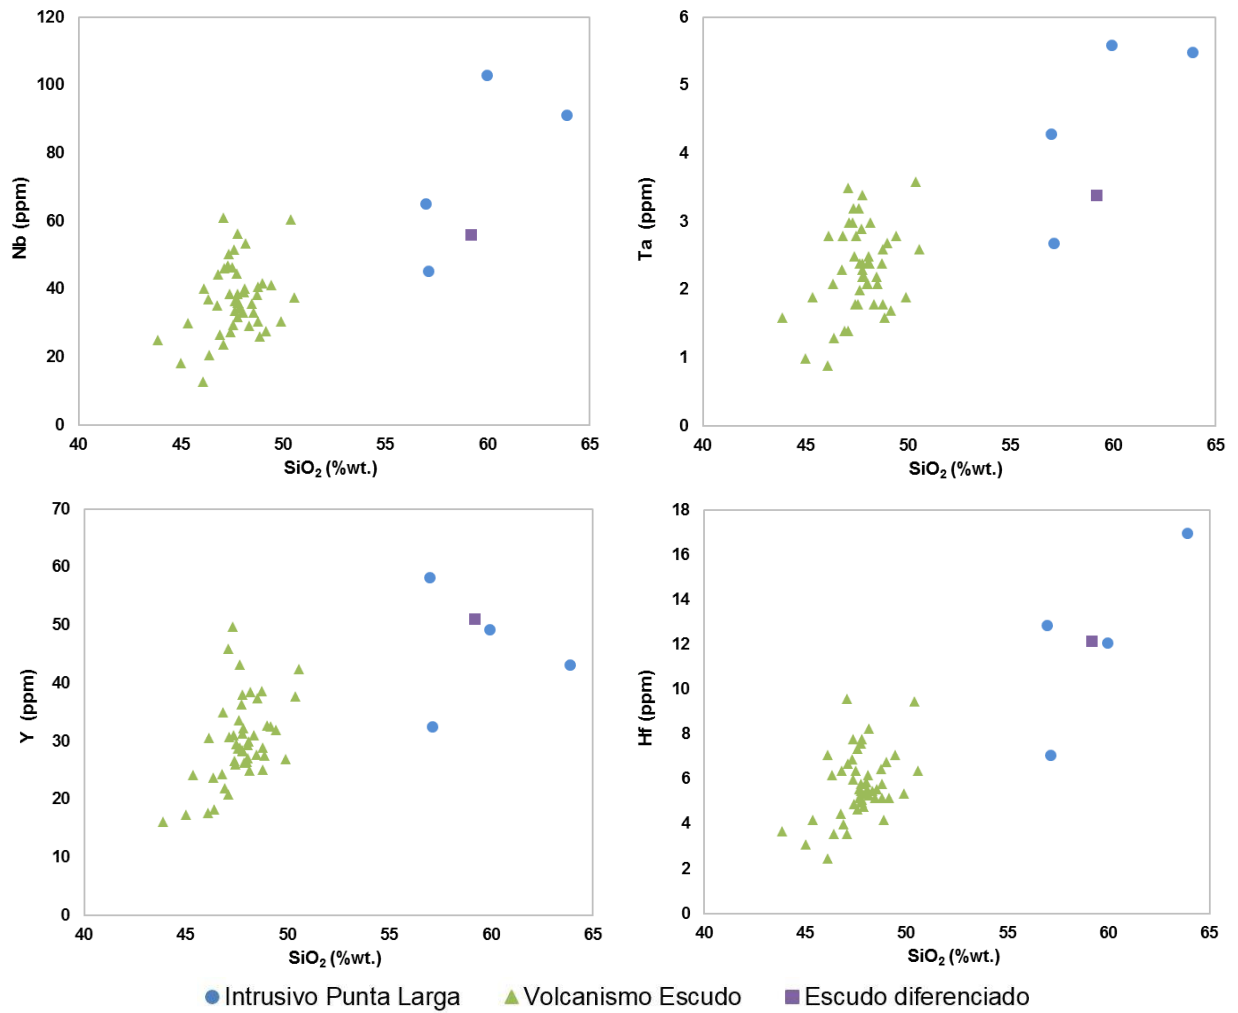 120
100
80
60
40
20
0
Nb (ppm)
40 45 50 55 60 65
SiO₂ (%wt.)
6
5
4
3
2
1
0
Ta (ppm)
40 45 50 55 60 65
SiO₂ (%wt.)
70
60
50
40
30
20
10
0
Y (ppm)
40 45 50 55 60 65
SiO₂ (%wt.)
18
16
14
12
10
8
6
4
2
0
Hf (ppm)
40 45 50 55 60 65
SiO₂ (%wt.)
Intrusivo Punta Larga Volcanismo Escudo Escudo diferenciado